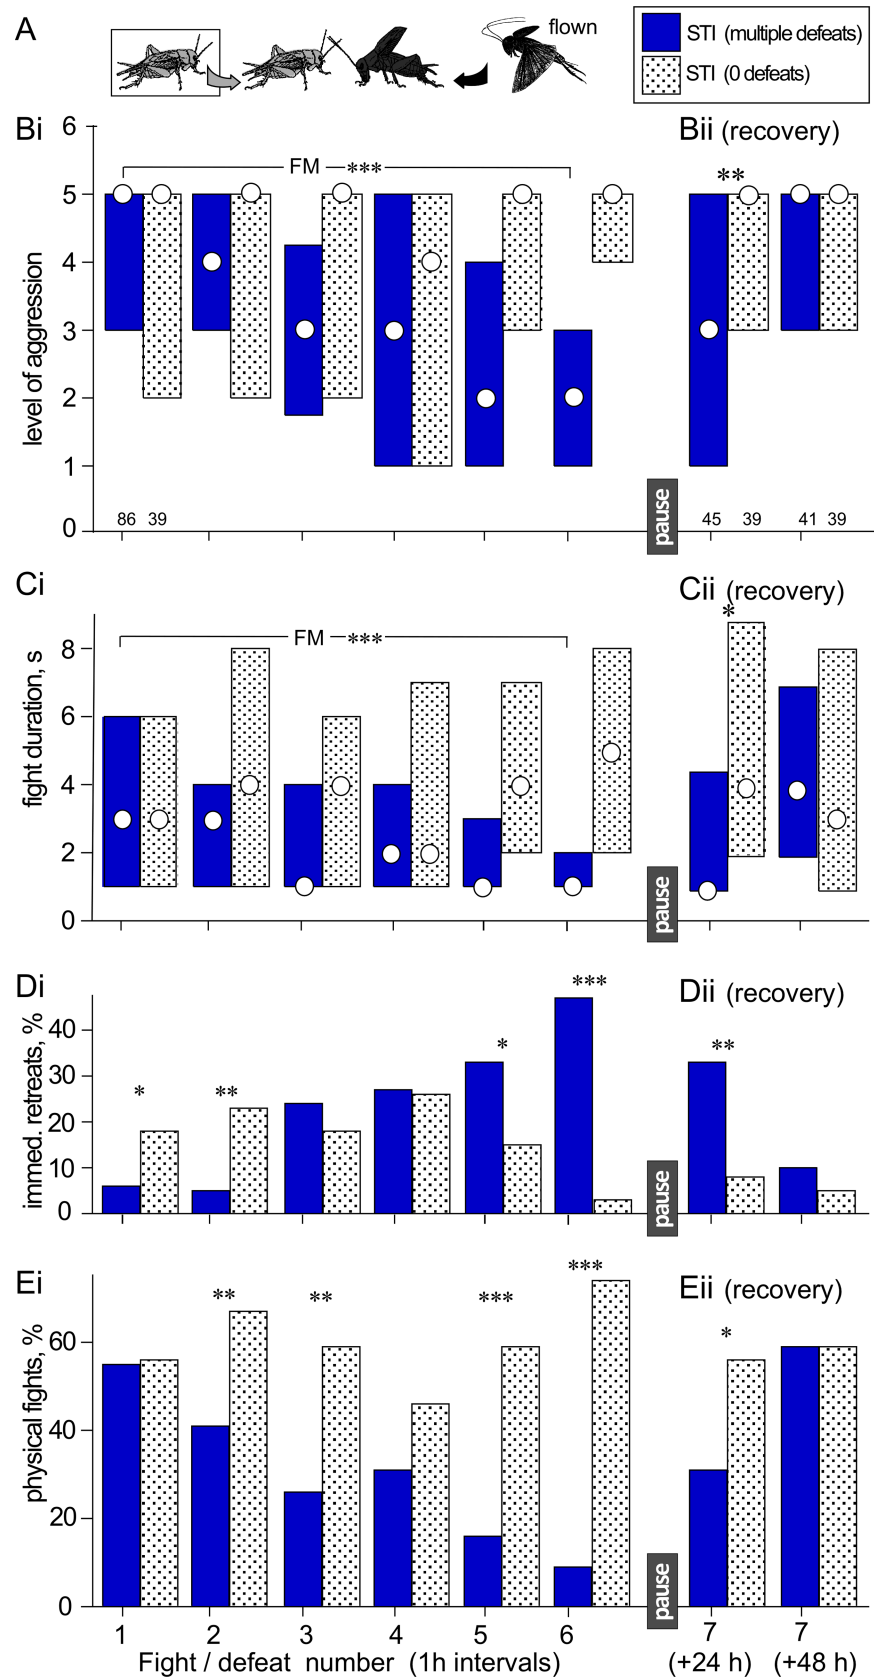 A
flown
STI (multiple defeats)
STI (0 defeats)
Bi
Bii (recovery)
6
5
4
3
2
1
0
level of aggression
FM ***
**
86 39
pause
45 39
41 39
Ci
Cii (recovery)
8
6
4
2
0
fight duration, s
FM ***
*
pause
Di
Dii (recovery)
40
30
20
10
0
immed. retreats, %
*
**
*
***
**
pause
Ei
Eii (recovery)
60
40
20
0
physical fights, %
**
**
***
***
*
pause
1 2 3 4 5 6 7 7
(+24 h) (+48 h)
Fight / defeat number (1h intervals)